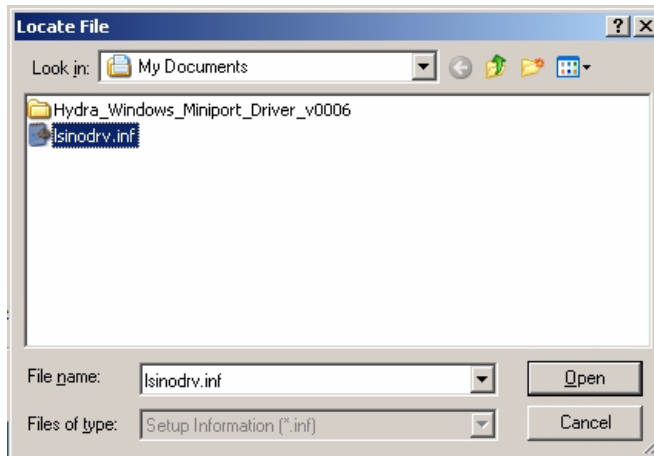 Locate File
Look in: My Documents
Hydra_Windows_Miniport_Driver_v0006
lsinodrv.inf
File name: lsinodrv.inf Open
Files of type: Setup Information (*.inf) Cancel